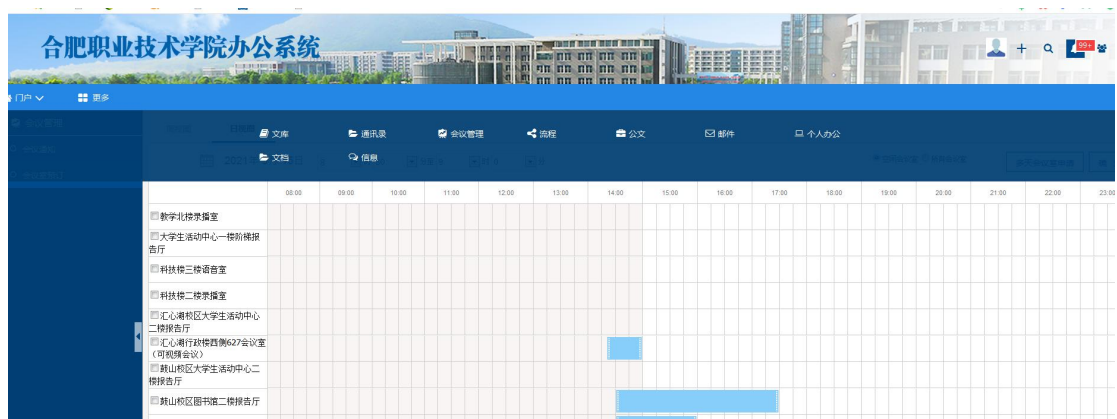 合肥职业技术学院办公系统
99+
门户
更多
会议管理
日历
文库
通讯录
会议管理
流程
公文
邮件
个人办公
文档
信息
2021
08:00 09:00 10:00 11:00 12:00 13:00 14:00 15:00 16:00 17:00 18:00 19:00 20:00 21:00 22:00 23:00
教学北楼录播室
大学生活动中心一楼阶梯报
告厅
科技楼三楼语音室
科技楼二楼录播室
汇心湖校区大学生活动中心
二楼报告厅
汇心湖行政楼西侧627会议室
（可视频会议）
鼓山校区大学生活动中心二
楼报告厅
鼓山校区图书馆二楼报告厅